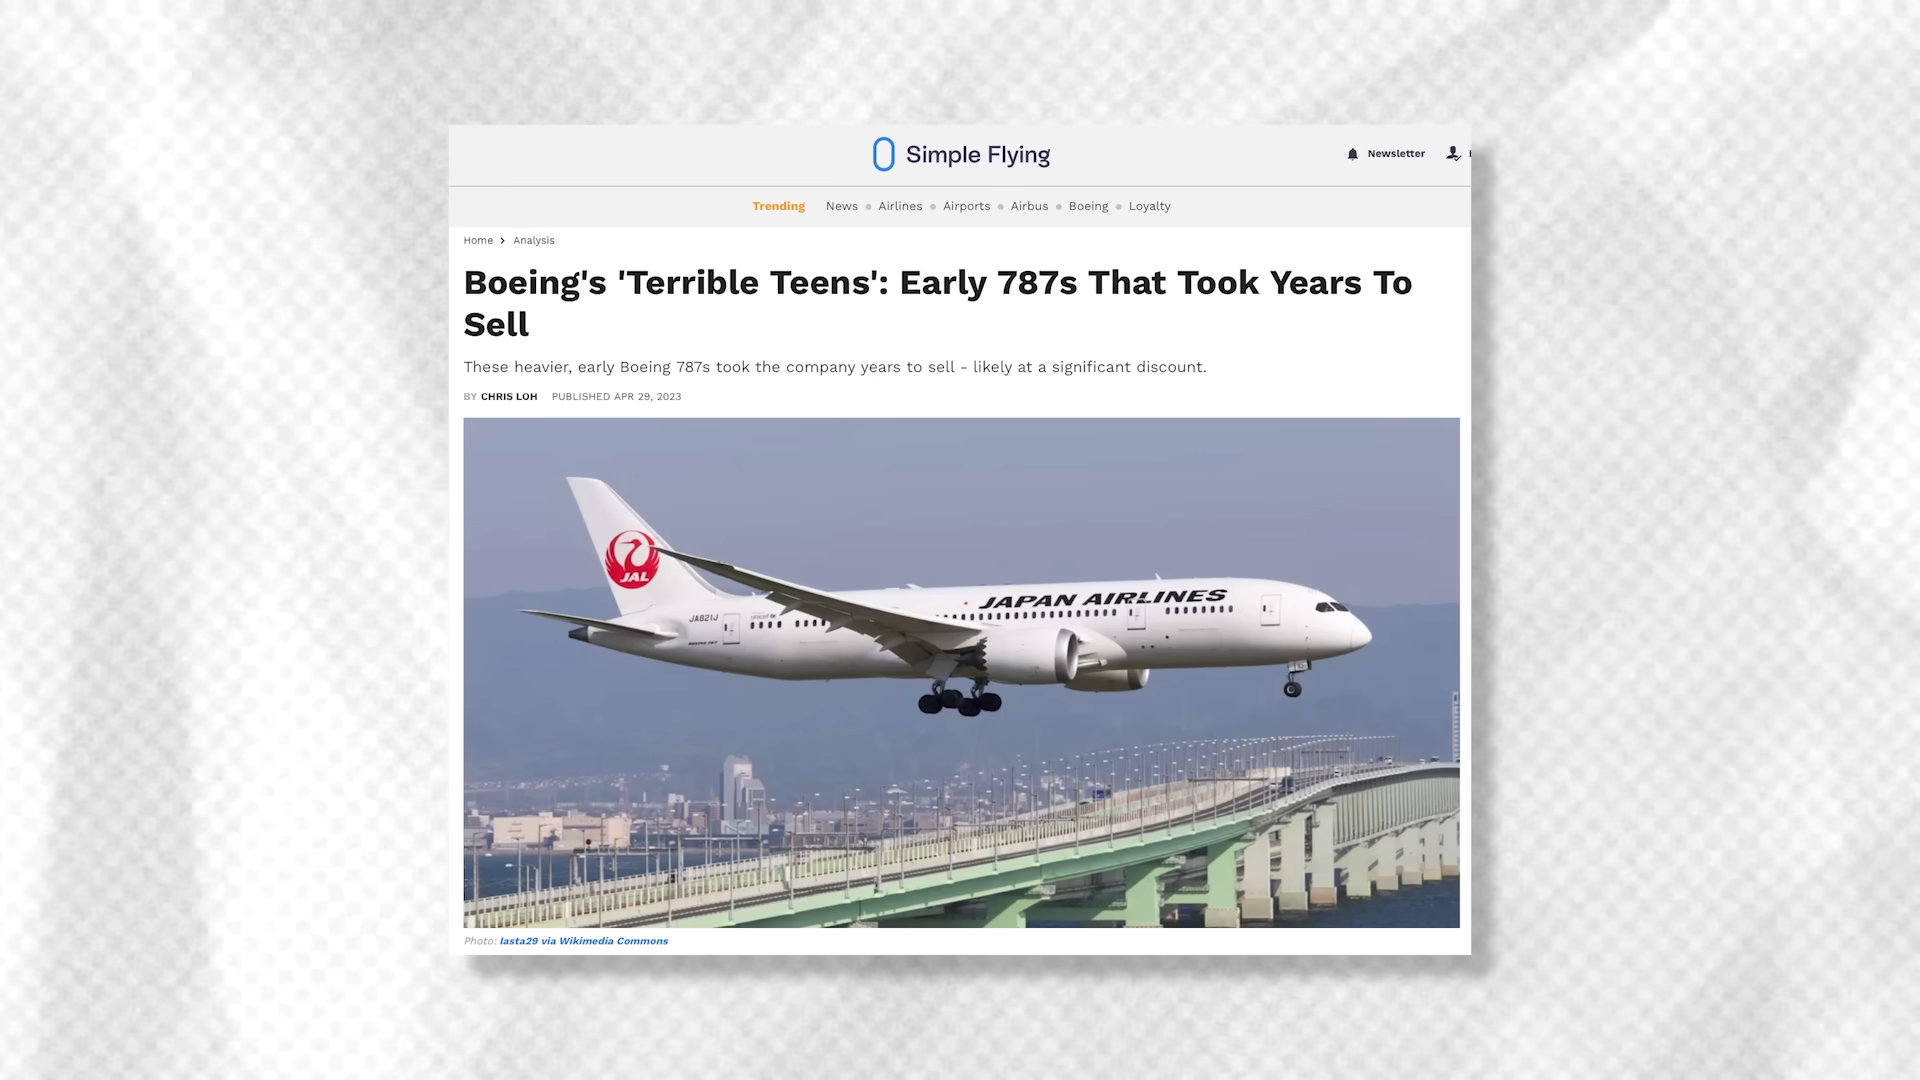 Simple Flying
Newsletter
Trending News Airlines Airports Airbus Boeing Loyalty
Home > Analysis
Boeing's 'Terrible Teens': Early 787s That Took Years To
Sell
These heavier, early Boeing 787s took the company years to sell - likely at a significant discount.
BY CHRIS LOH PUBLISHED APR 29, 2023
JAL
JAPAN AIRLINES
JA821J
Photo: lasta29 via Wikimedia Commons